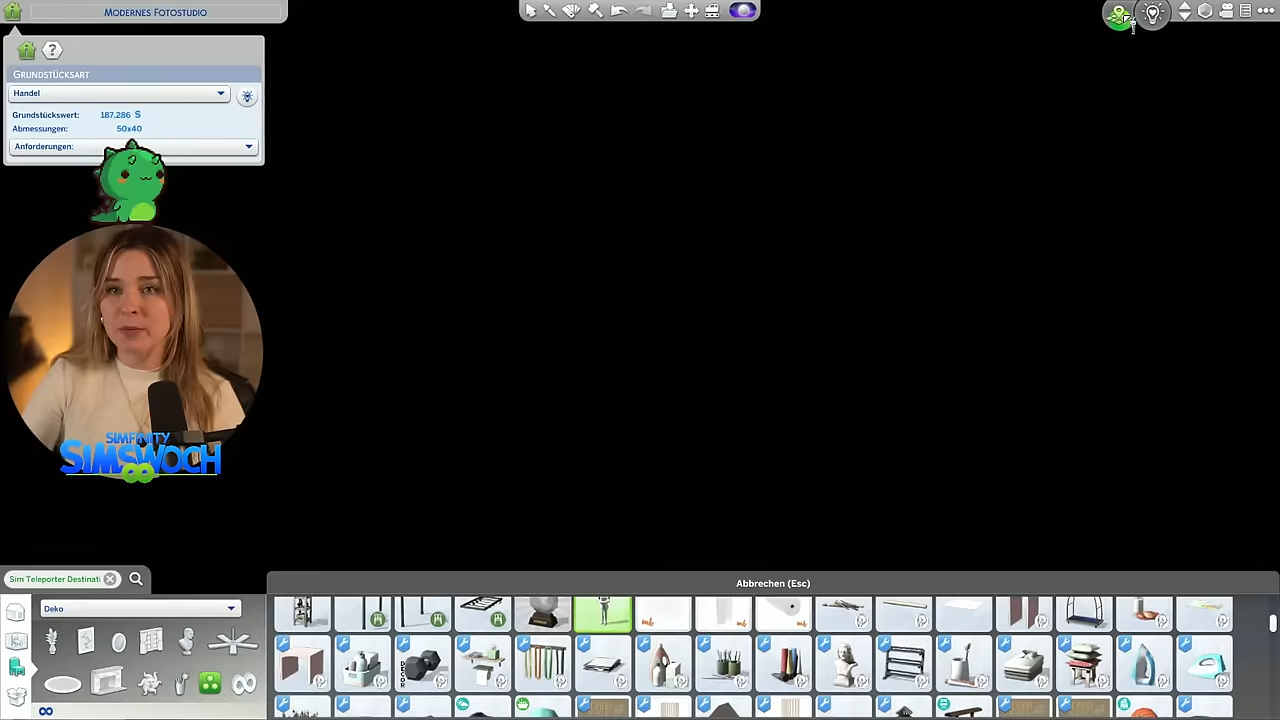 Modernes Fotostudio
Grundstücksart
Handel
Grundstückswert: 187.286 §
Abmessungen: 50x40
Anforderungen:
SIMFINITY
SIMSWOCH
Sim Teleporter Destinati
Abbrechen (Esc)
Deko